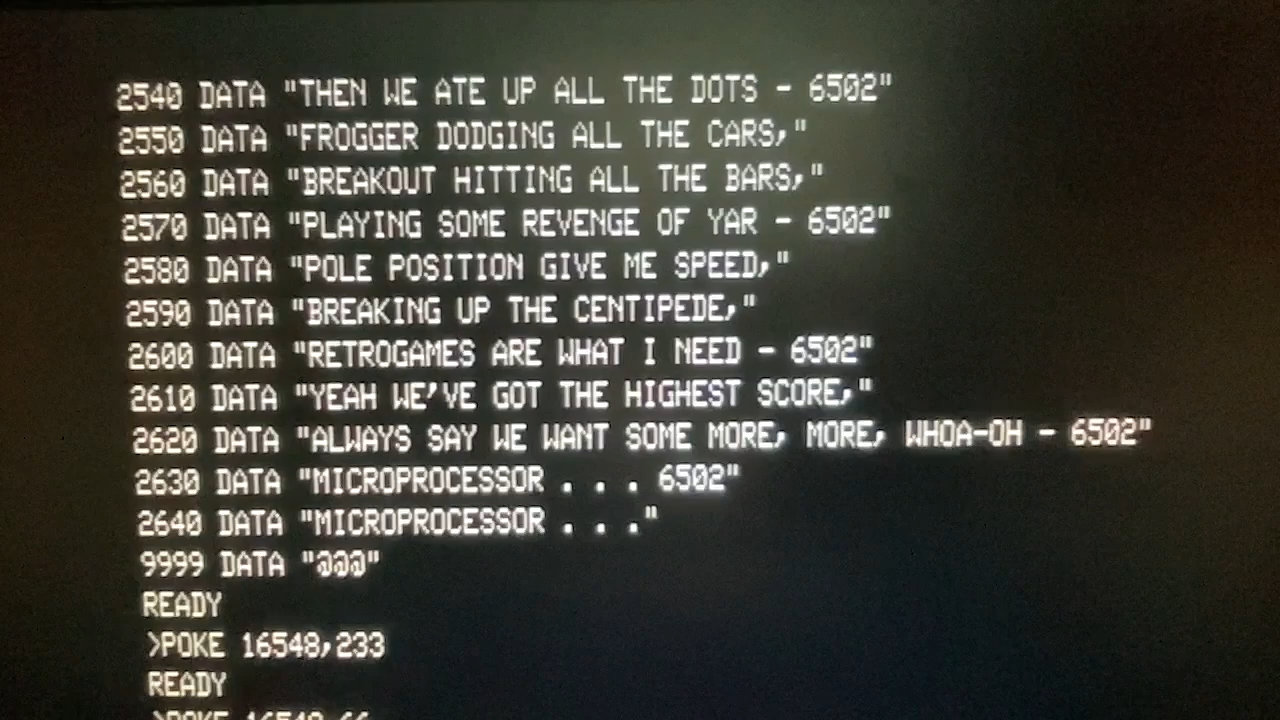 2540 DATA "THEN WE ATE UP ALL THE DOTS - 6502"
2550 DATA "FROGGER DODGING ALL THE CARS,"
2560 DATA "BREAKOUT HITTING ALL THE BARS,"
2570 DATA "PLAYING SOME REVENGE OF YAR - 6502"
2580 DATA "POLE POSITION GIVE ME SPEED,"
2590 DATA "BREAKING UP THE CENTIPEDE,"
2600 DATA "RETROGAMES ARE WHAT I NEED - 6502"
2610 DATA "YEAH WE'VE GOT THE HIGHEST SCORE,"
2620 DATA "ALWAYS SAY WE WANT SOME MORE, MORE, WHOA-OH - 6502"
2630 DATA "MICROPROCESSOR . . . 6502"
2640 DATA "MICROPROCESSOR . . ."
9999 DATA "@@@"
READY
>POKE 16548,233
READY
>POKE